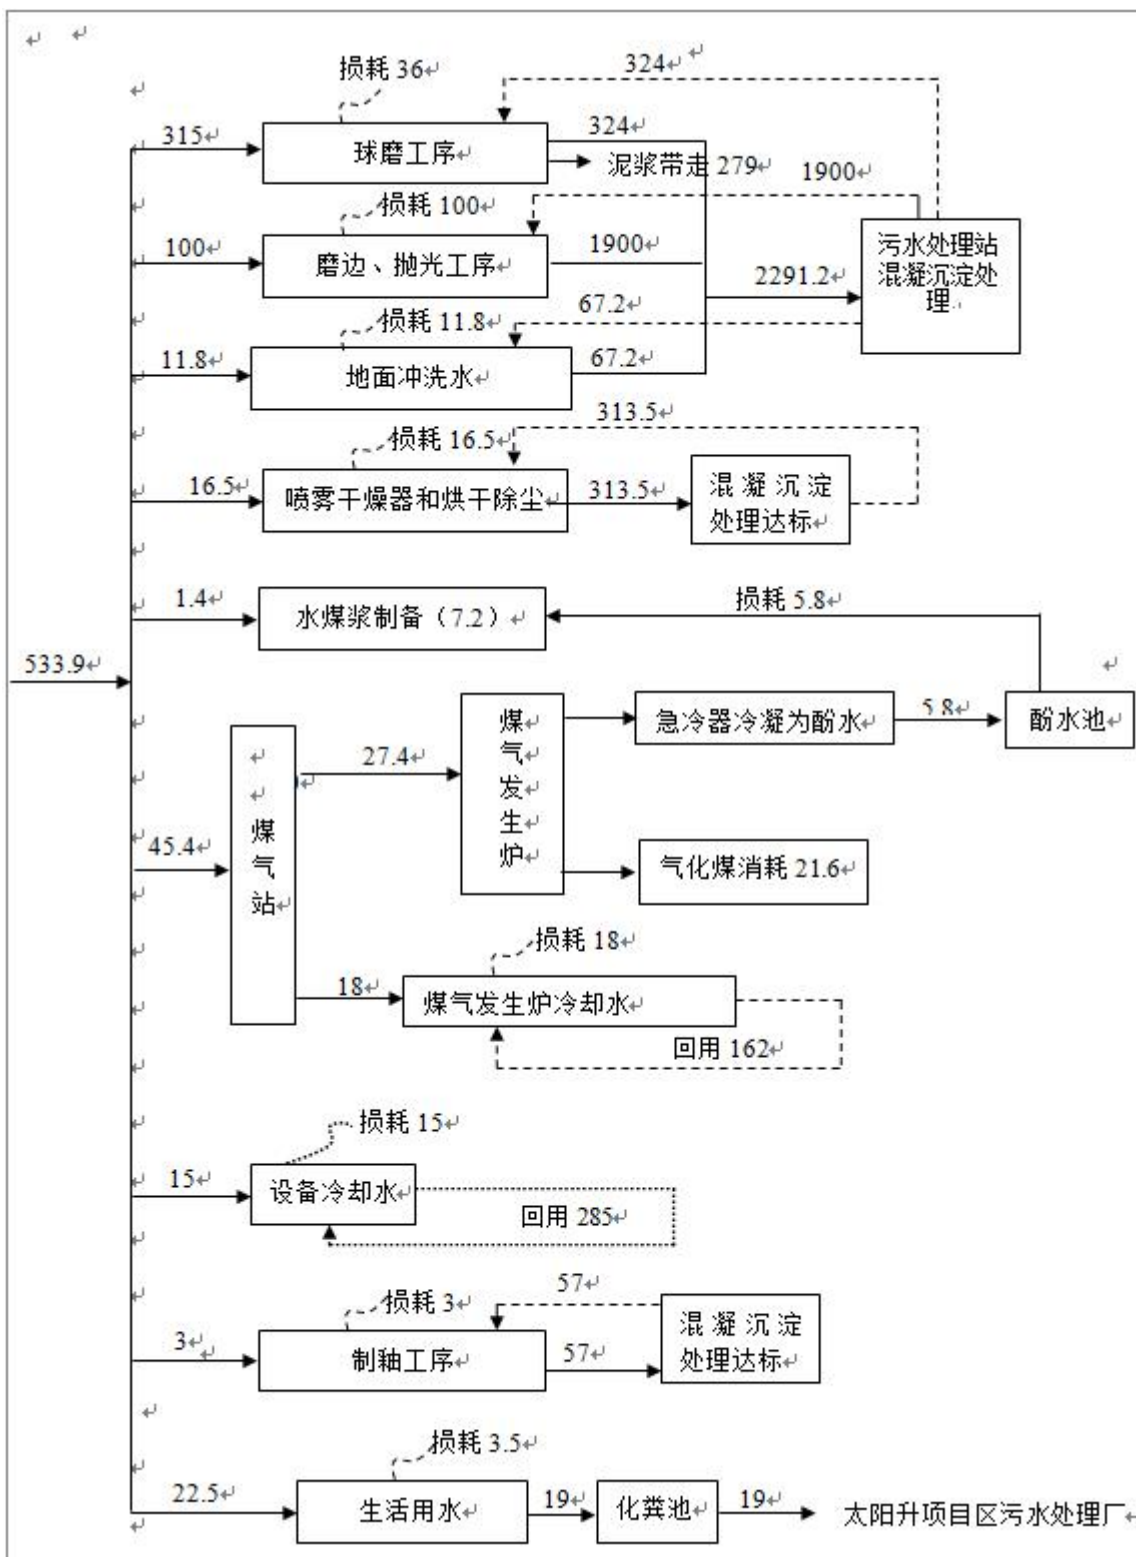 损耗 36
324
315
球磨工序
324
泥浆带走 279
1900
损耗 100
100
磨边、抛光工序
1900
污水处理站
混凝沉淀处
理
2291.2
损耗 11.8
67.2
11.8
地面冲洗水
67.2
313.5
损耗 16.5
16.5
喷雾干燥器和烘干除尘
313.5
混凝沉淀
处理达标
1.4
水煤浆制备（7.2）
损耗 5.8
533.9
煤
气
发
生
炉
急冷器冷凝为酚水
5.8
酚水池
27.4
45.4
煤
气
站
气化煤消耗 21.6
损耗 18
18
煤气发生炉冷却水
回用 162
损耗 15
15
设备冷却水
回用 285
57
损耗 3
3
制釉工序
57
混凝沉淀
处理达标
损耗 3.5
22.5
生活用水
19
化粪池
19
太阳升项目区污水处理厂